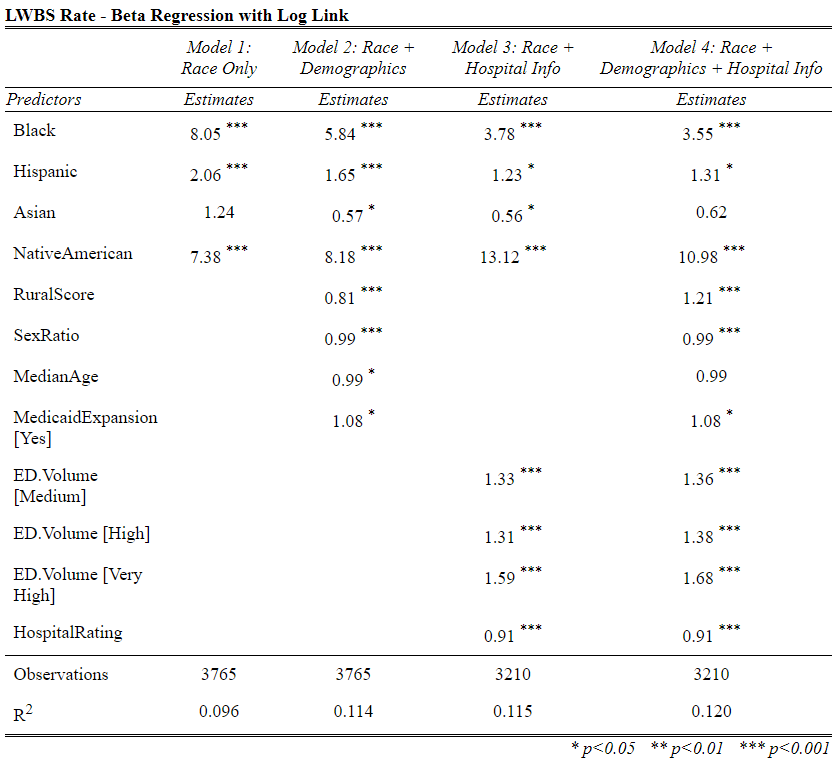 LWBS Rate - Beta Regression with Log Link
Model 1: Model 2: Race + Model 3: Race + Model 4: Race +
Race Only Demographics Hospital Info Demographics + Hospital Info
Predictors Estimates Estimates Estimates Estimates
Black 8.05 *** 5.84 *** 3.78 *** 3.55 ***
Hispanic 2.06 *** 1.65 *** 1.23 * 1.31 *
Asian 1.24 0.57 * 0.56 * 0.62
NativeAmerican 7.38 *** 8.18 *** 13.12 *** 10.98 ***
RuralScore 0.81 *** 1.21 ***
SexRatio 0.99 *** 0.99 ***
MedianAge 0.99 * 0.99
MedicaidExpansion 1.08 * 1.08 *
[Yes]
ED.Volume 1.33 *** 1.36 ***
[Medium]
ED.Volume [High] 1.31 *** 1.38 ***
ED.Volume [Very 1.59 *** 1.68 ***
High]
HospitalRating 0.91 *** 0.91 ***
Observations 3765 3765 3210 3210
R2 0.096 0.114 0.115 0.120
* p<0.05 ** p<0.01 *** p<0.001